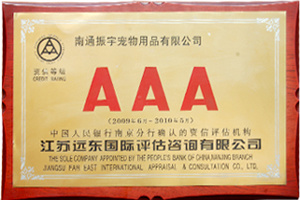 南通振宇宠物用品有限公司
资信等级
CREDIT RATING
AAA
(2009年6月-2010年5月)
中国人民银行南京分行确认的资信评估机构
江苏远东国际评估咨询有限公司
THE SOLE COMPANY APPOINTED BY THE PEOPLE'S BANK OF CHINA,NANJING BRANCH
JIANGSU FAR EAST INTERNATIONAL APPRAISAL & CONSULTATION CO., LTD.